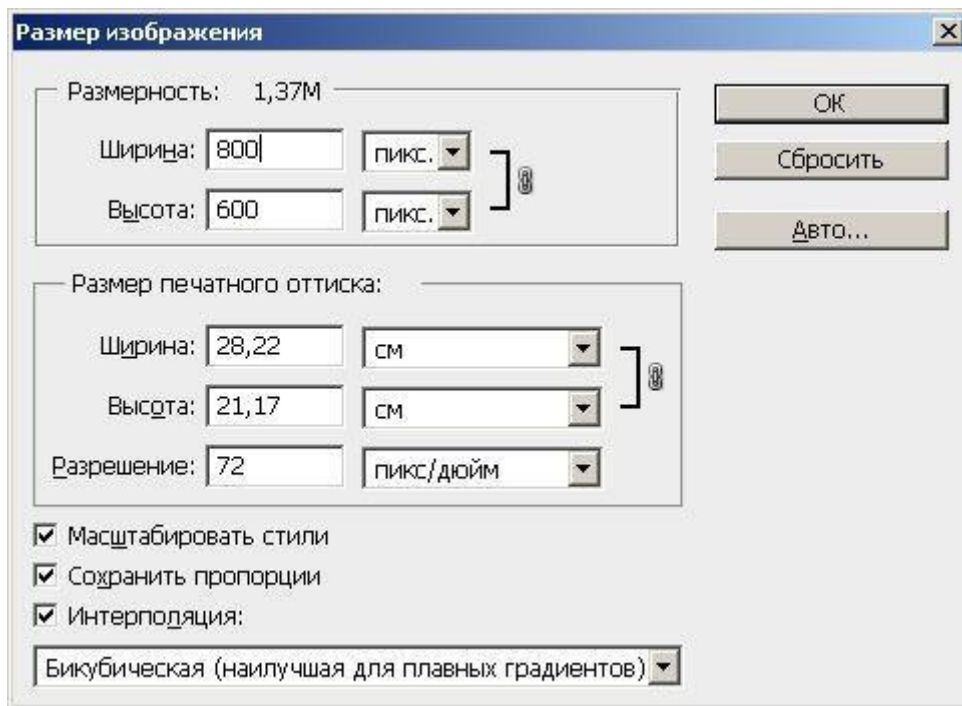 Размер изображения
Размерность: 1,37M
Ширина: 800 пикс.
Высота: 600 пикс.
OK
Сбросить
Авто...
Размер печатного оттиска:
Ширина: 28,22 см
Высота: 21,17 см
Разрешение: 72 пикс/дюйм
Масштабировать стили
Сохранить пропорции
Интерполяция:
Бикубическая (наилучшая для плавных градиентов)